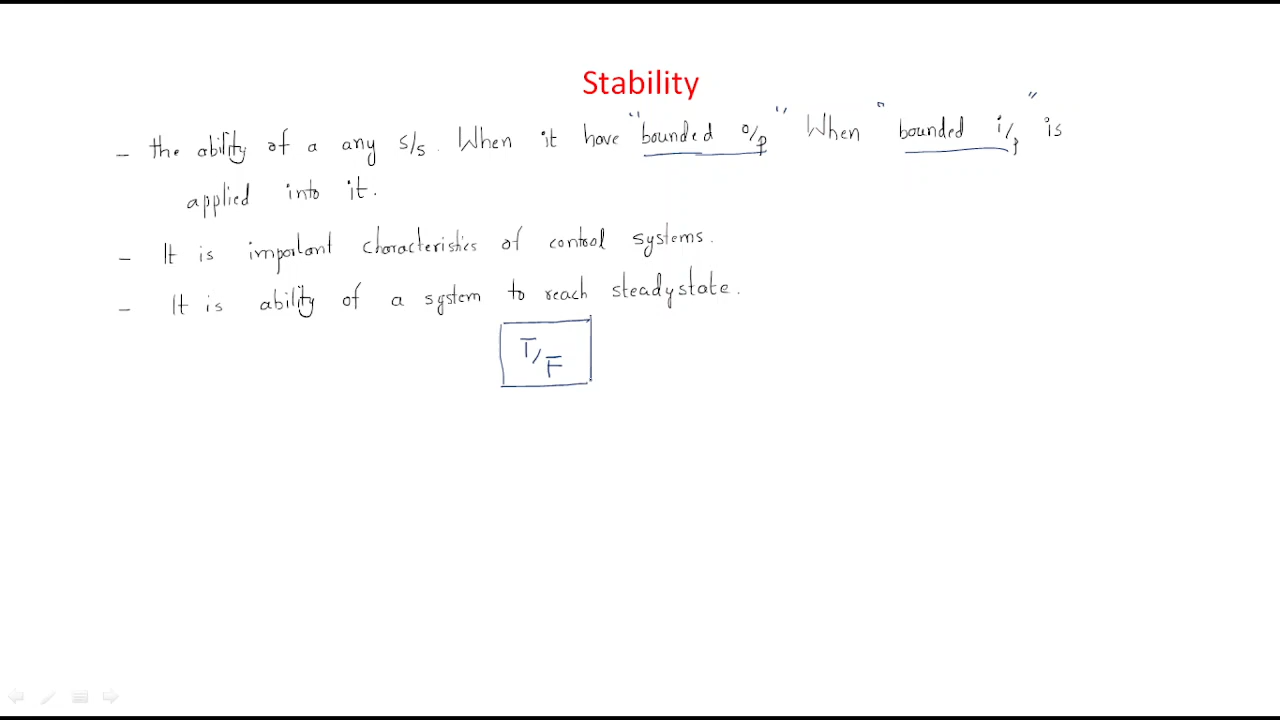 Stability
- the ability of a any s/s. When it have "bounded o/p" When "bounded i/p" is
applied into it.
- It is important characteristics of control systems.
- It is ability of a system to reach steadystate.
T/F